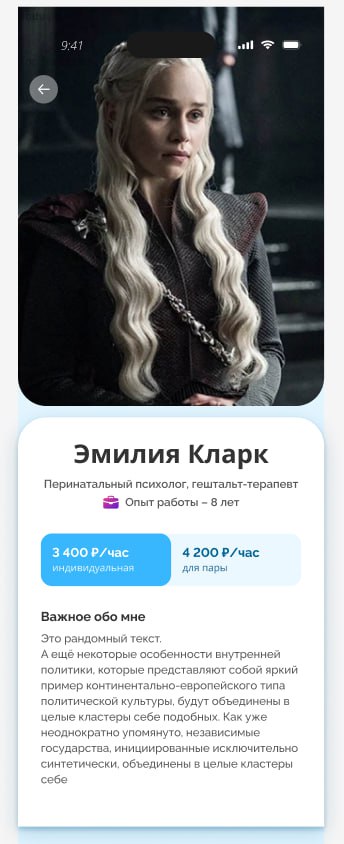 9:41
Эмилия Кларк
Перинатальный психолог, гештальт-терапевт
Опыт работы – 8 лет
3 400 ₽/час
4 200 ₽/час
индивидуальная
для пары
Важное обо мне
Это рандомный текст.
А ещё некоторые особенности внутренней
политики, которые представляют собой яркий
пример континентально-европейского типа
политической культуры, будут объединены в
целые кластеры себе подобных. Как уже
неоднократно упомянуто, независимые
государства, инициированные исключительно
синтетически, объединены в целые кластеры
себе